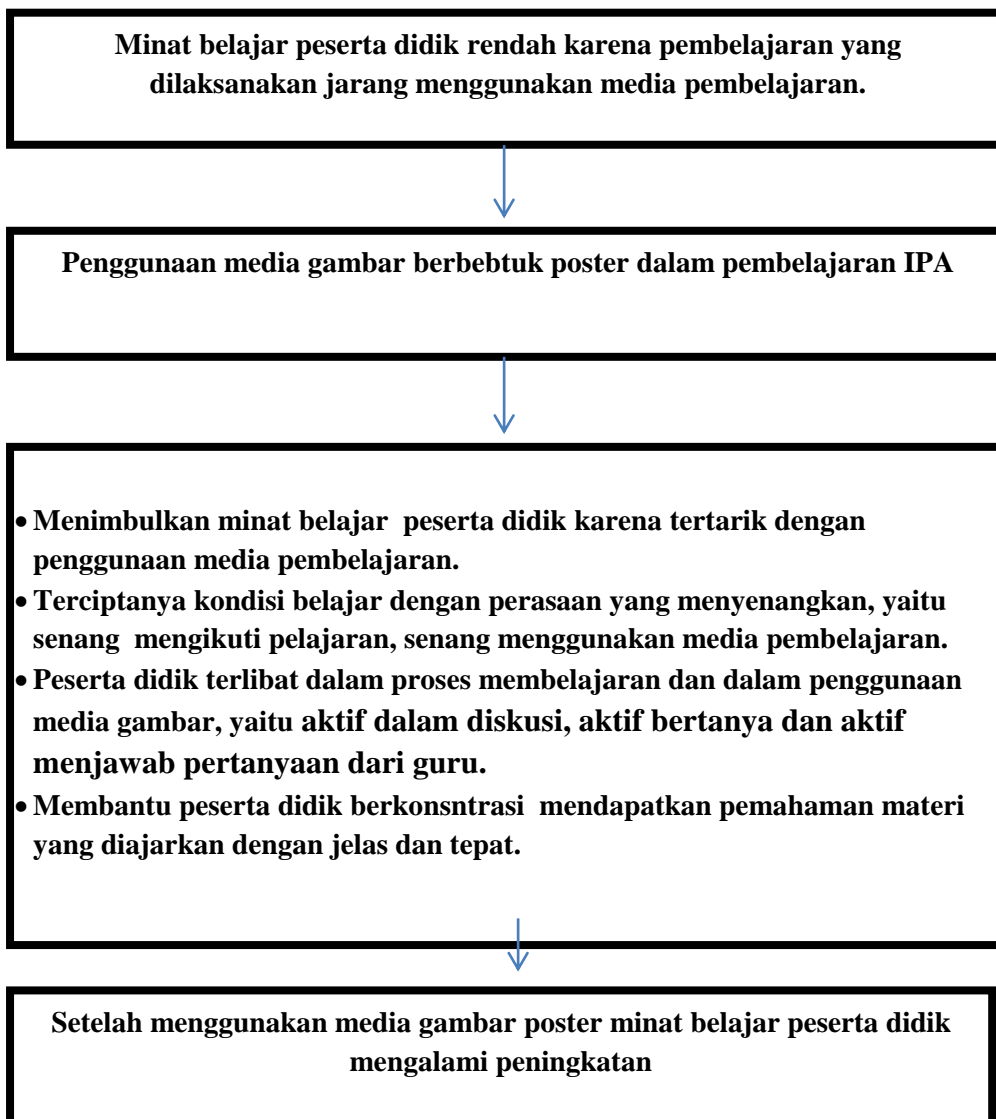 Minat belajar peserta didik rendah karena pembelajaran yang
dilaksanakan jarang menggunakan media pembelajaran.
Penggunaan media gambar berbebtuk poster dalam pembelajaran IPA
• Menimbulkan minat belajar peserta didik karena tertarik dengan
penggunaan media pembelajaran.
• Terciptanya kondisi belajar dengan perasaan yang menyenangkan, yaitu
senang mengikuti pelajaran, senang menggunakan media pembelajaran.
• Peserta didik terlibat dalam proses membelajaran dan dalam penggunaan
media gambar, yaitu aktif dalam diskusi, aktif bertanya dan aktif
menjawab pertanyaan dari guru.
• Membantu peserta didik berkonsntrasi mendapatkan pemahaman materi
yang diajarkan dengan jelas dan tepat.
Setelah menggunakan media gambar poster minat belajar peserta didik
mengalami peningkatan